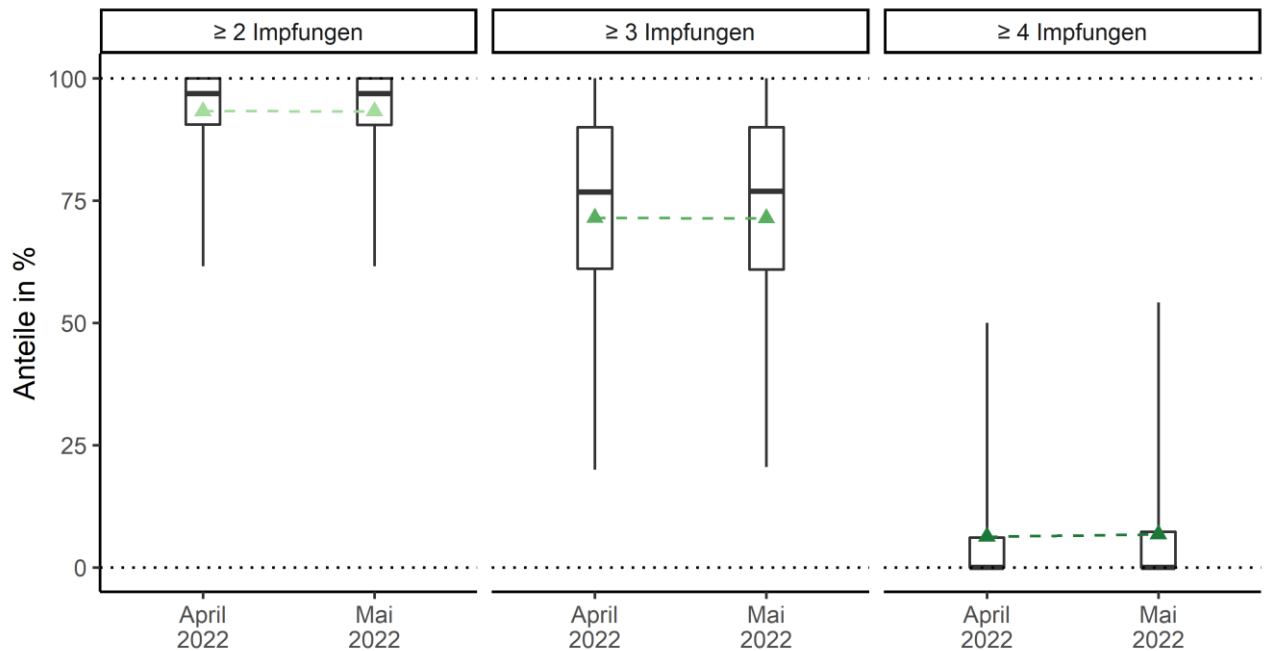 ≥ 2 Impfungen
≥ 3 Impfungen
≥ 4 Impfungen
Anteile in %
100
75
50
25
0
April
2022
Mai
2022
April
2022
Mai
2022
April
2022
Mai
2022